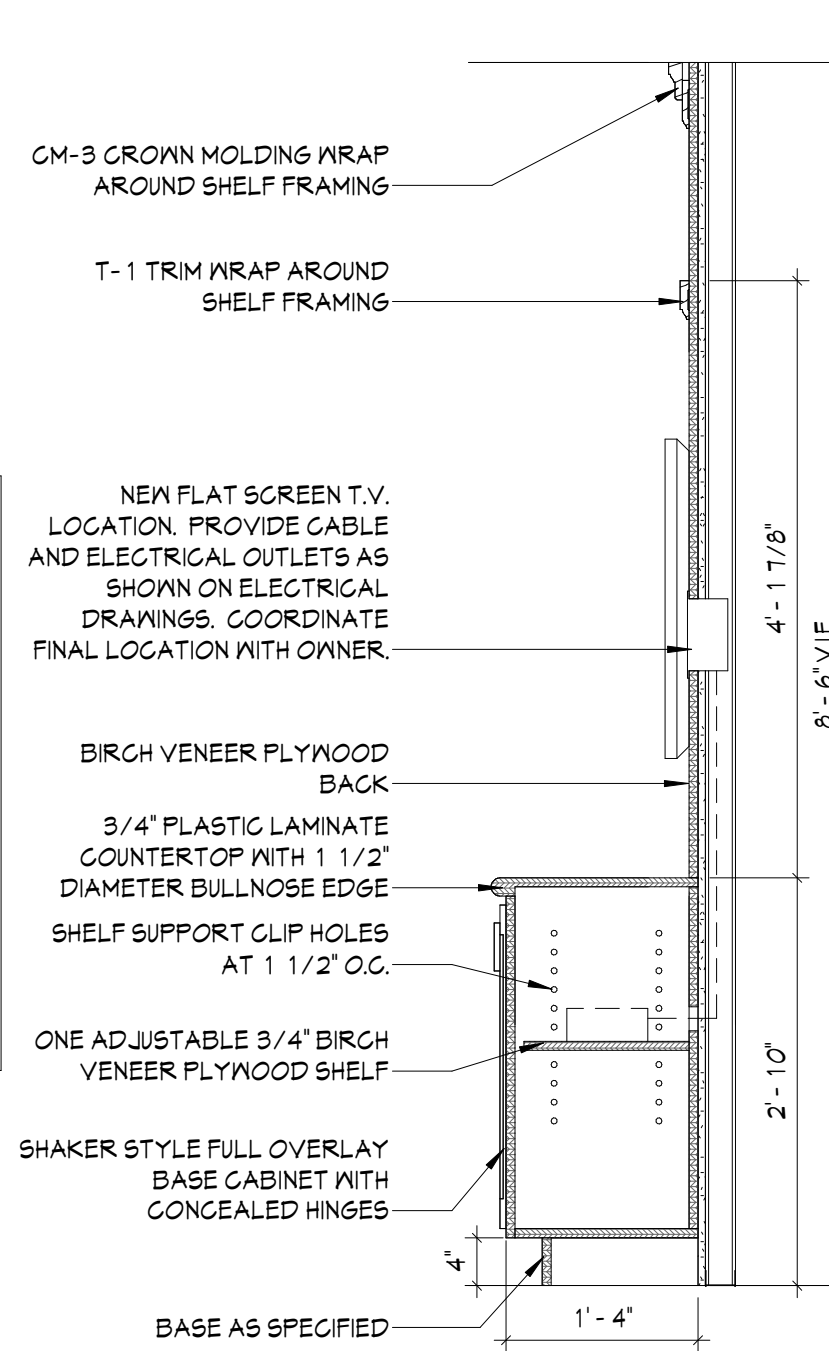 CM-3 CROWN MOLDING WRAP
AROUND SHELF FRAMING
T-1 TRIM WRAP AROUND
SHELF FRAMING
NEW FLAT SCREEN T.V.
LOCATION. PROVIDE CABLE
AND ELECTRICAL OUTLETS AS
SHOWN ON ELECTRICAL
DRAWINGS. COORDINATE
FINAL LOCATION WITH OWNER.
4' - 1 7/8"
8' - 6" V.I.F.
BIRCH VENEER PLYWOOD
BACK
3/4" PLASTIC LAMINATE
COUNTERTOP WITH 1 1/2"
DIAMETER BULLNOSE EDGE
SHELF SUPPORT CLIP HOLES
AT 1 1/2" O.C.
ONE ADJUSTABLE 3/4" BIRCH
VENEER PLYWOOD SHELF
2' - 10"
SHAKER STYLE FULL OVERLAY
BASE CABINET WITH
CONCEALED HINGES
4"
BASE AS SPECIFIED
1' - 4"